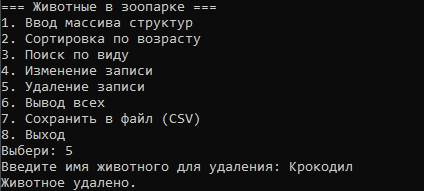 === Животные в зоопарке ===
1. Ввод массива структур
2. Сортировка по возрасту
3. Поиск по виду
4. Изменение записи
5. Удаление записи
6. Вывод всех
7. Сохранить в файл (CSV)
8. Выход
Выбери: 5
Введите имя животного для удаления: Крокодил
Животное удалено.